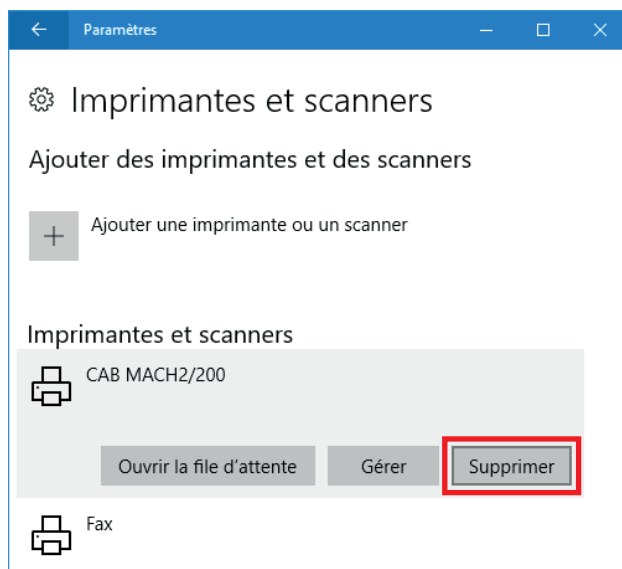 Paramètres
Imprimantes et scanners
Ajouter des imprimantes et des scanners
Ajouter une imprimante ou un scanner
Imprimantes et scanners
CAB MACH2/200
Ouvrir la file d’attente Gérer Supprimer
Fax